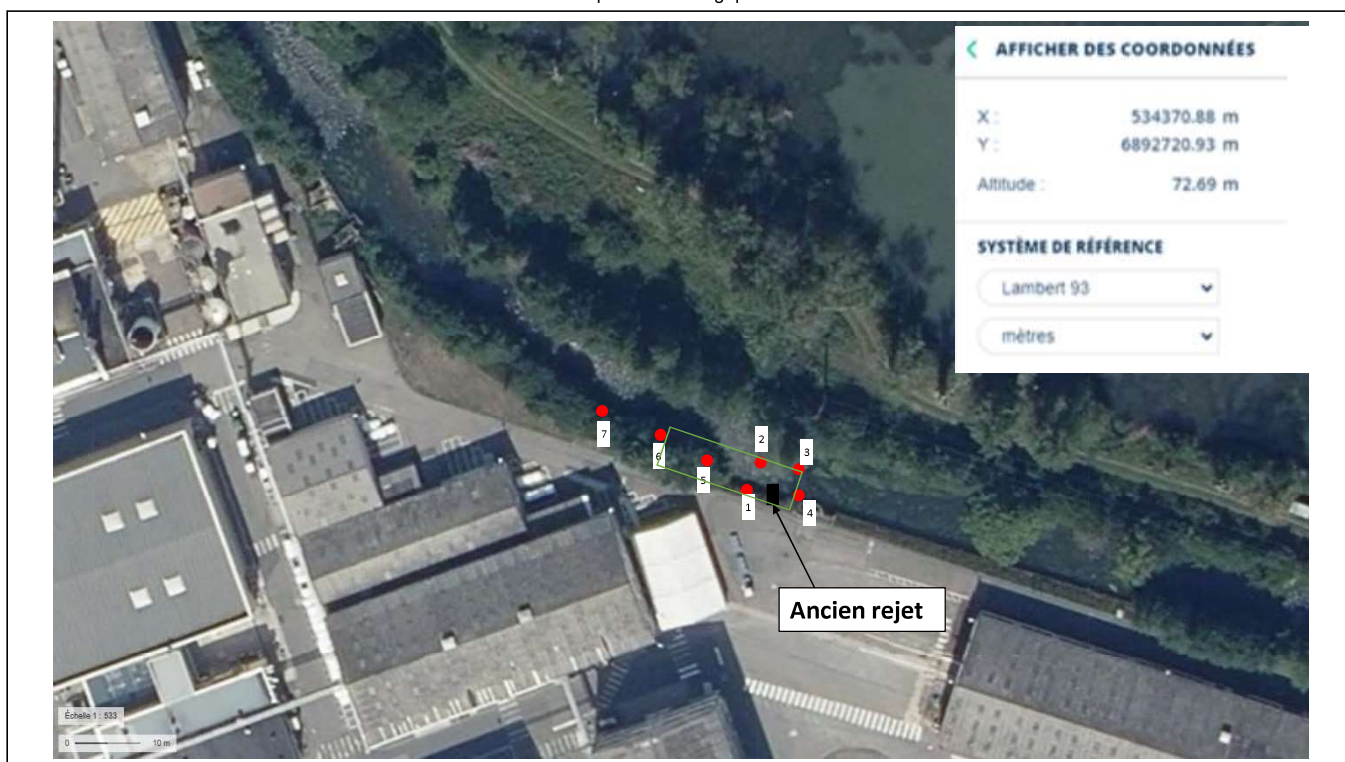 AFFICHER DES COORDONNÉES
X : 534370.88 m
Y : 6892720.93 m
Altitude : 72.69 m
SYSTÈME DE RÉFÉRENCE
Lambert 93
mètres
7
6
5
2
3
1
4
Ancien rejet
Échelle 1 : 533
0 10 m